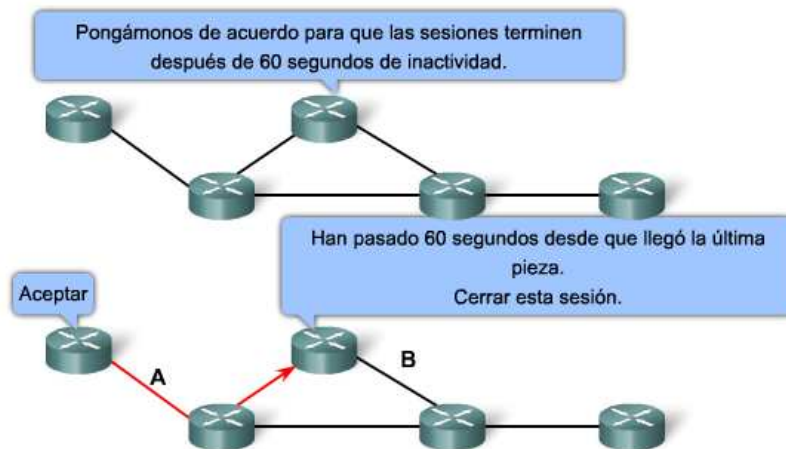 Pongámonos de acuerdo para que las sesiones terminen
después de 60 segundos de inactividad.
Han pasado 60 segundos desde que llegó la última
pieza.
Cerrar esta sesión.
Aceptar
A
B